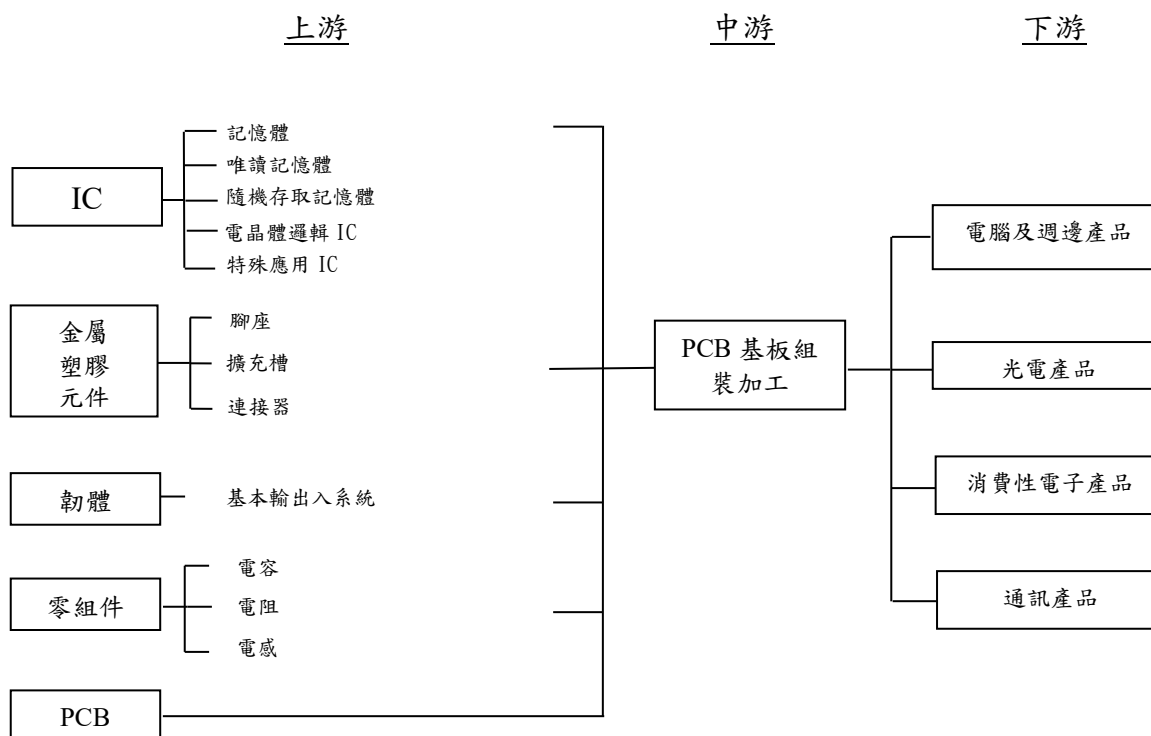 上游
中游
下游
IC
記憶體
唯讀記憶體
隨機存取記憶體
電晶體邏輯 IC
特殊應用 IC
金屬
塑膠
元件
腳座
擴充槽
連接器
韌體
基本輸出入系統
零組件
電容
電阻
電感
PCB
PCB 基板組
裝加工
電腦及週邊產品
光電產品
消費性電子產品
通訊產品